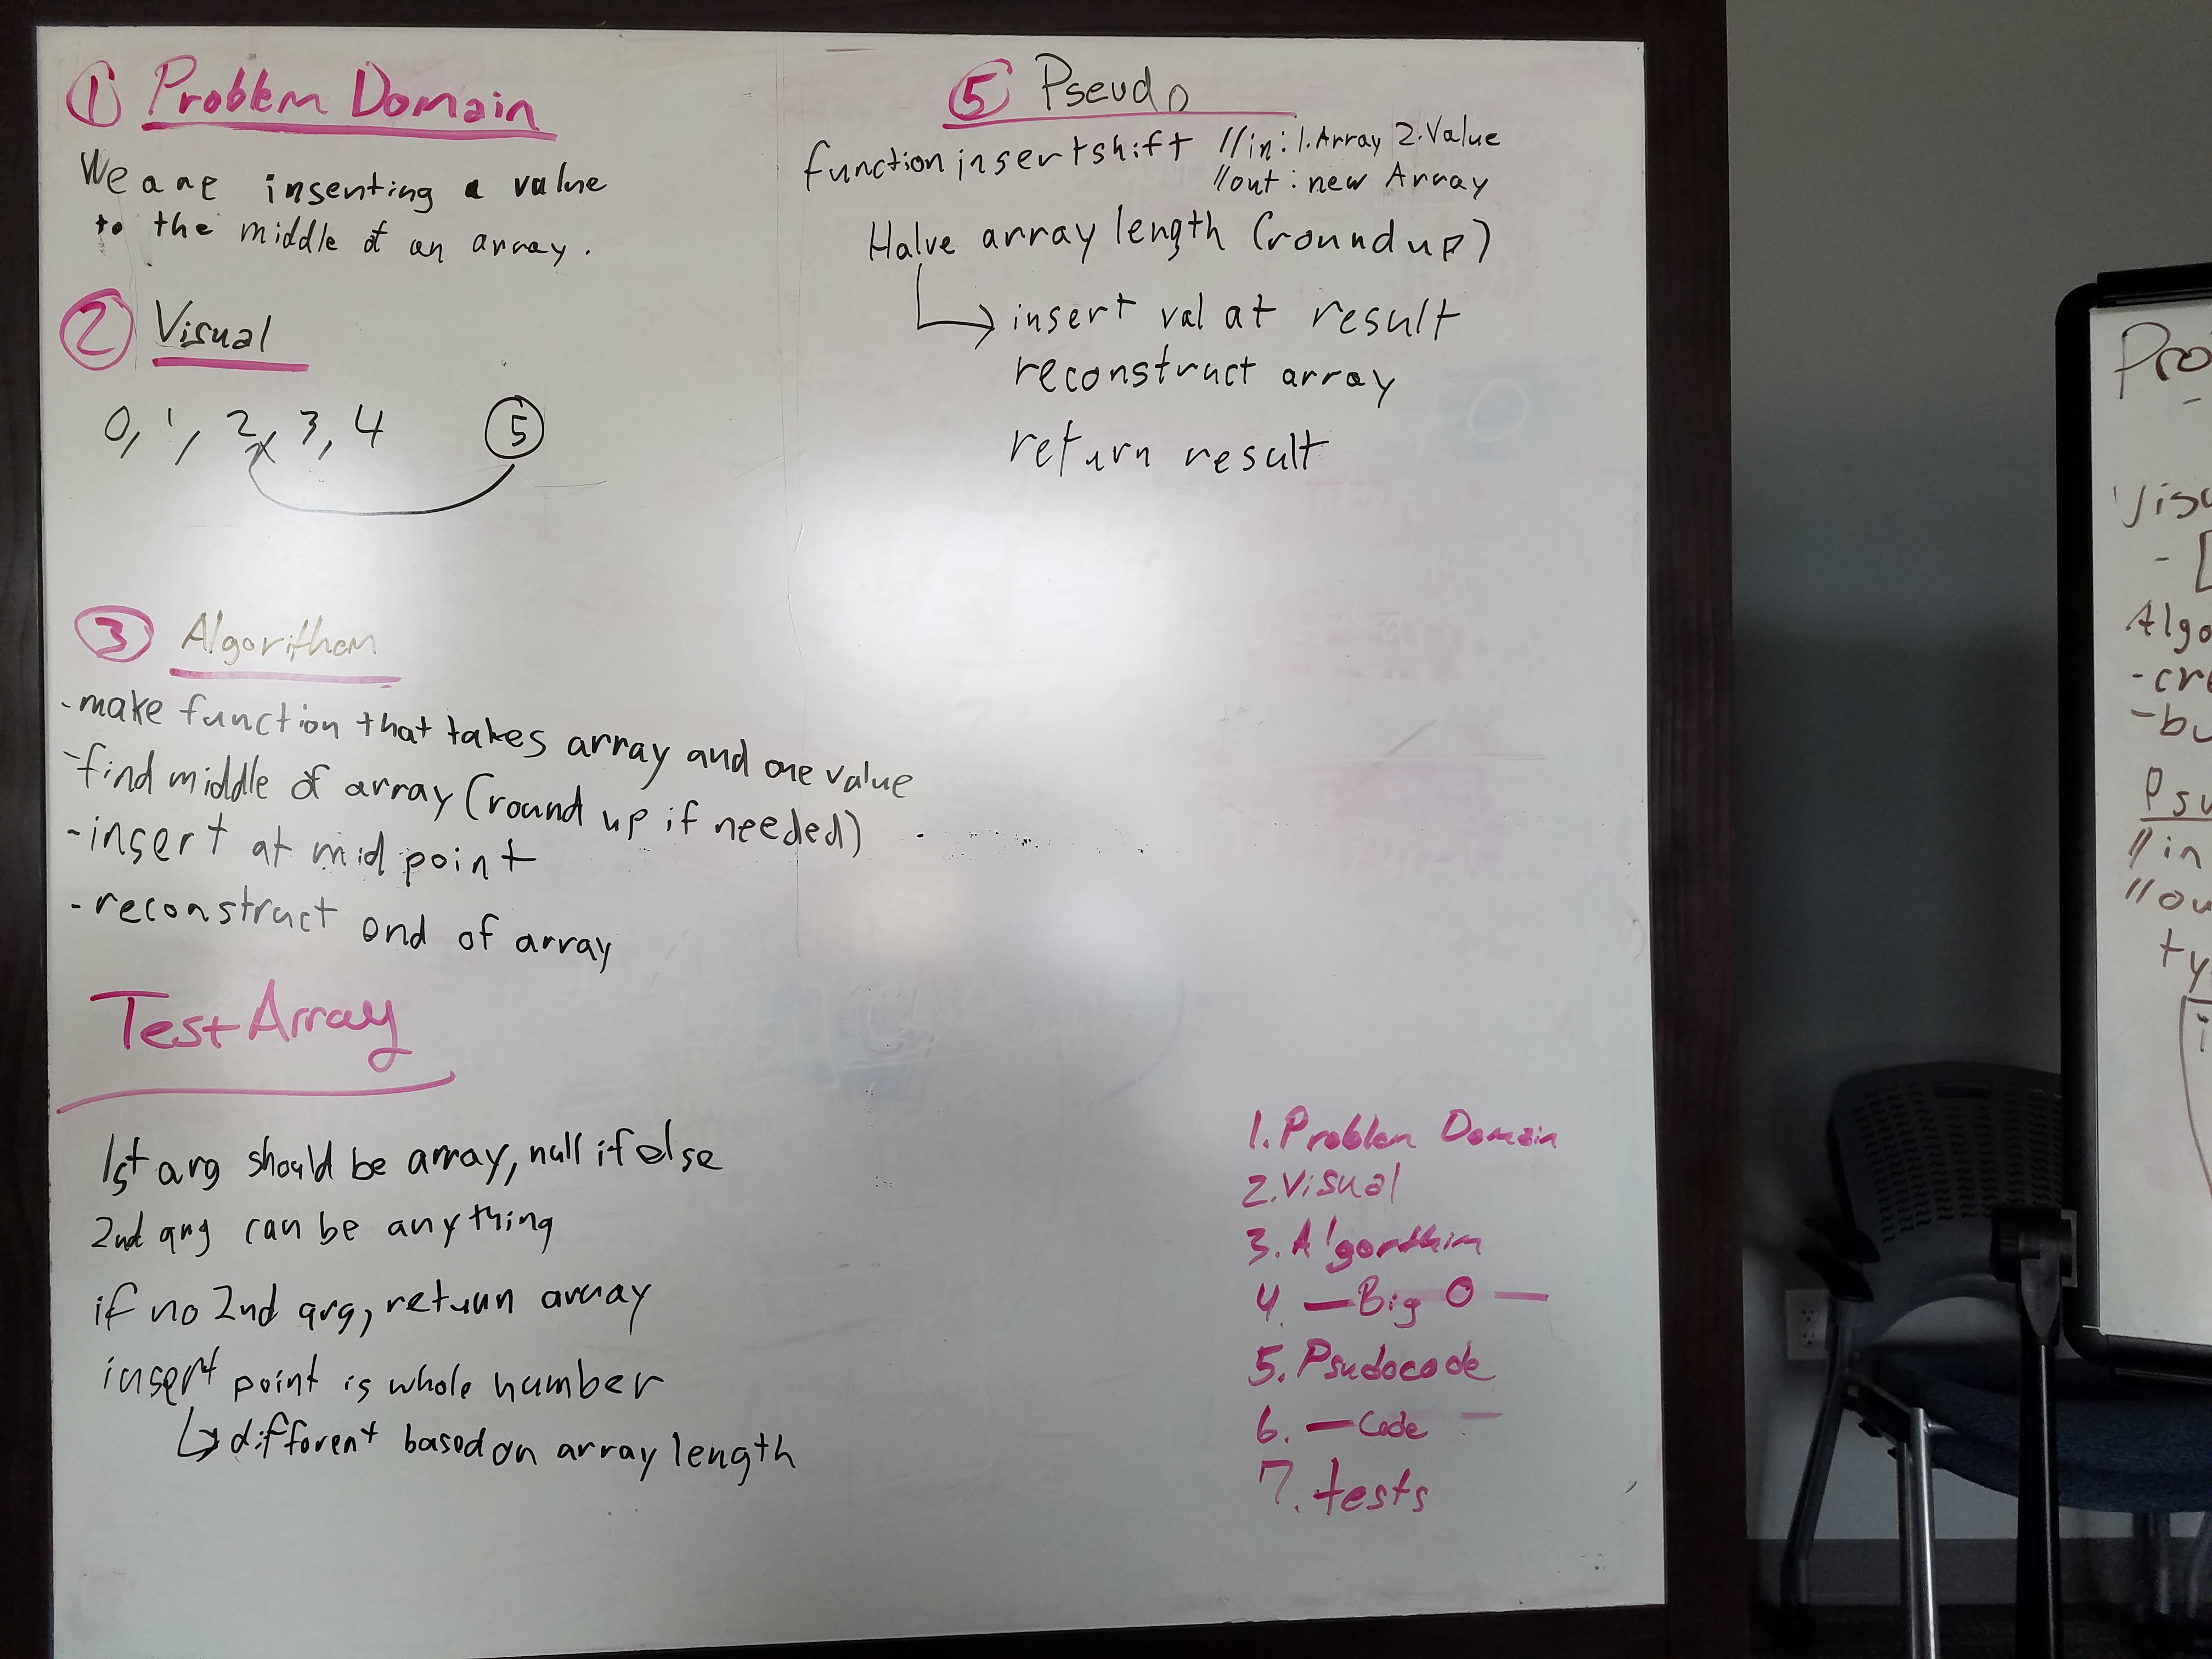 ① Problem Domain
We are inserting a value
to the middle of an array.
② Visual
0, 1, 2, 3, 4 ⑤
③ Algorithem
-make function that takes array and one value
-find middle of array (round up if needed)
-insert at mid point
-reconstruct end of array
Test Array
1st arg should be array, null if else
2nd arg can be anything
if no 2nd arg, return array
insert point is whole number
↳ different based on array length
⑤ Pseudo
function insertshift //in: 1.Array 2.Value
//out: new Array
Halve array length (round up)
↳ insert val at result
reconstruct array
return result
1. Problem Domain
2. Visual
3. Algorthim
4. — Big O —
5. Psudocode
6. — Code —
7. tests
Pro
-
Visu
- [
Algo
- cre
- bu
Psu
//in
//ou
ty
i